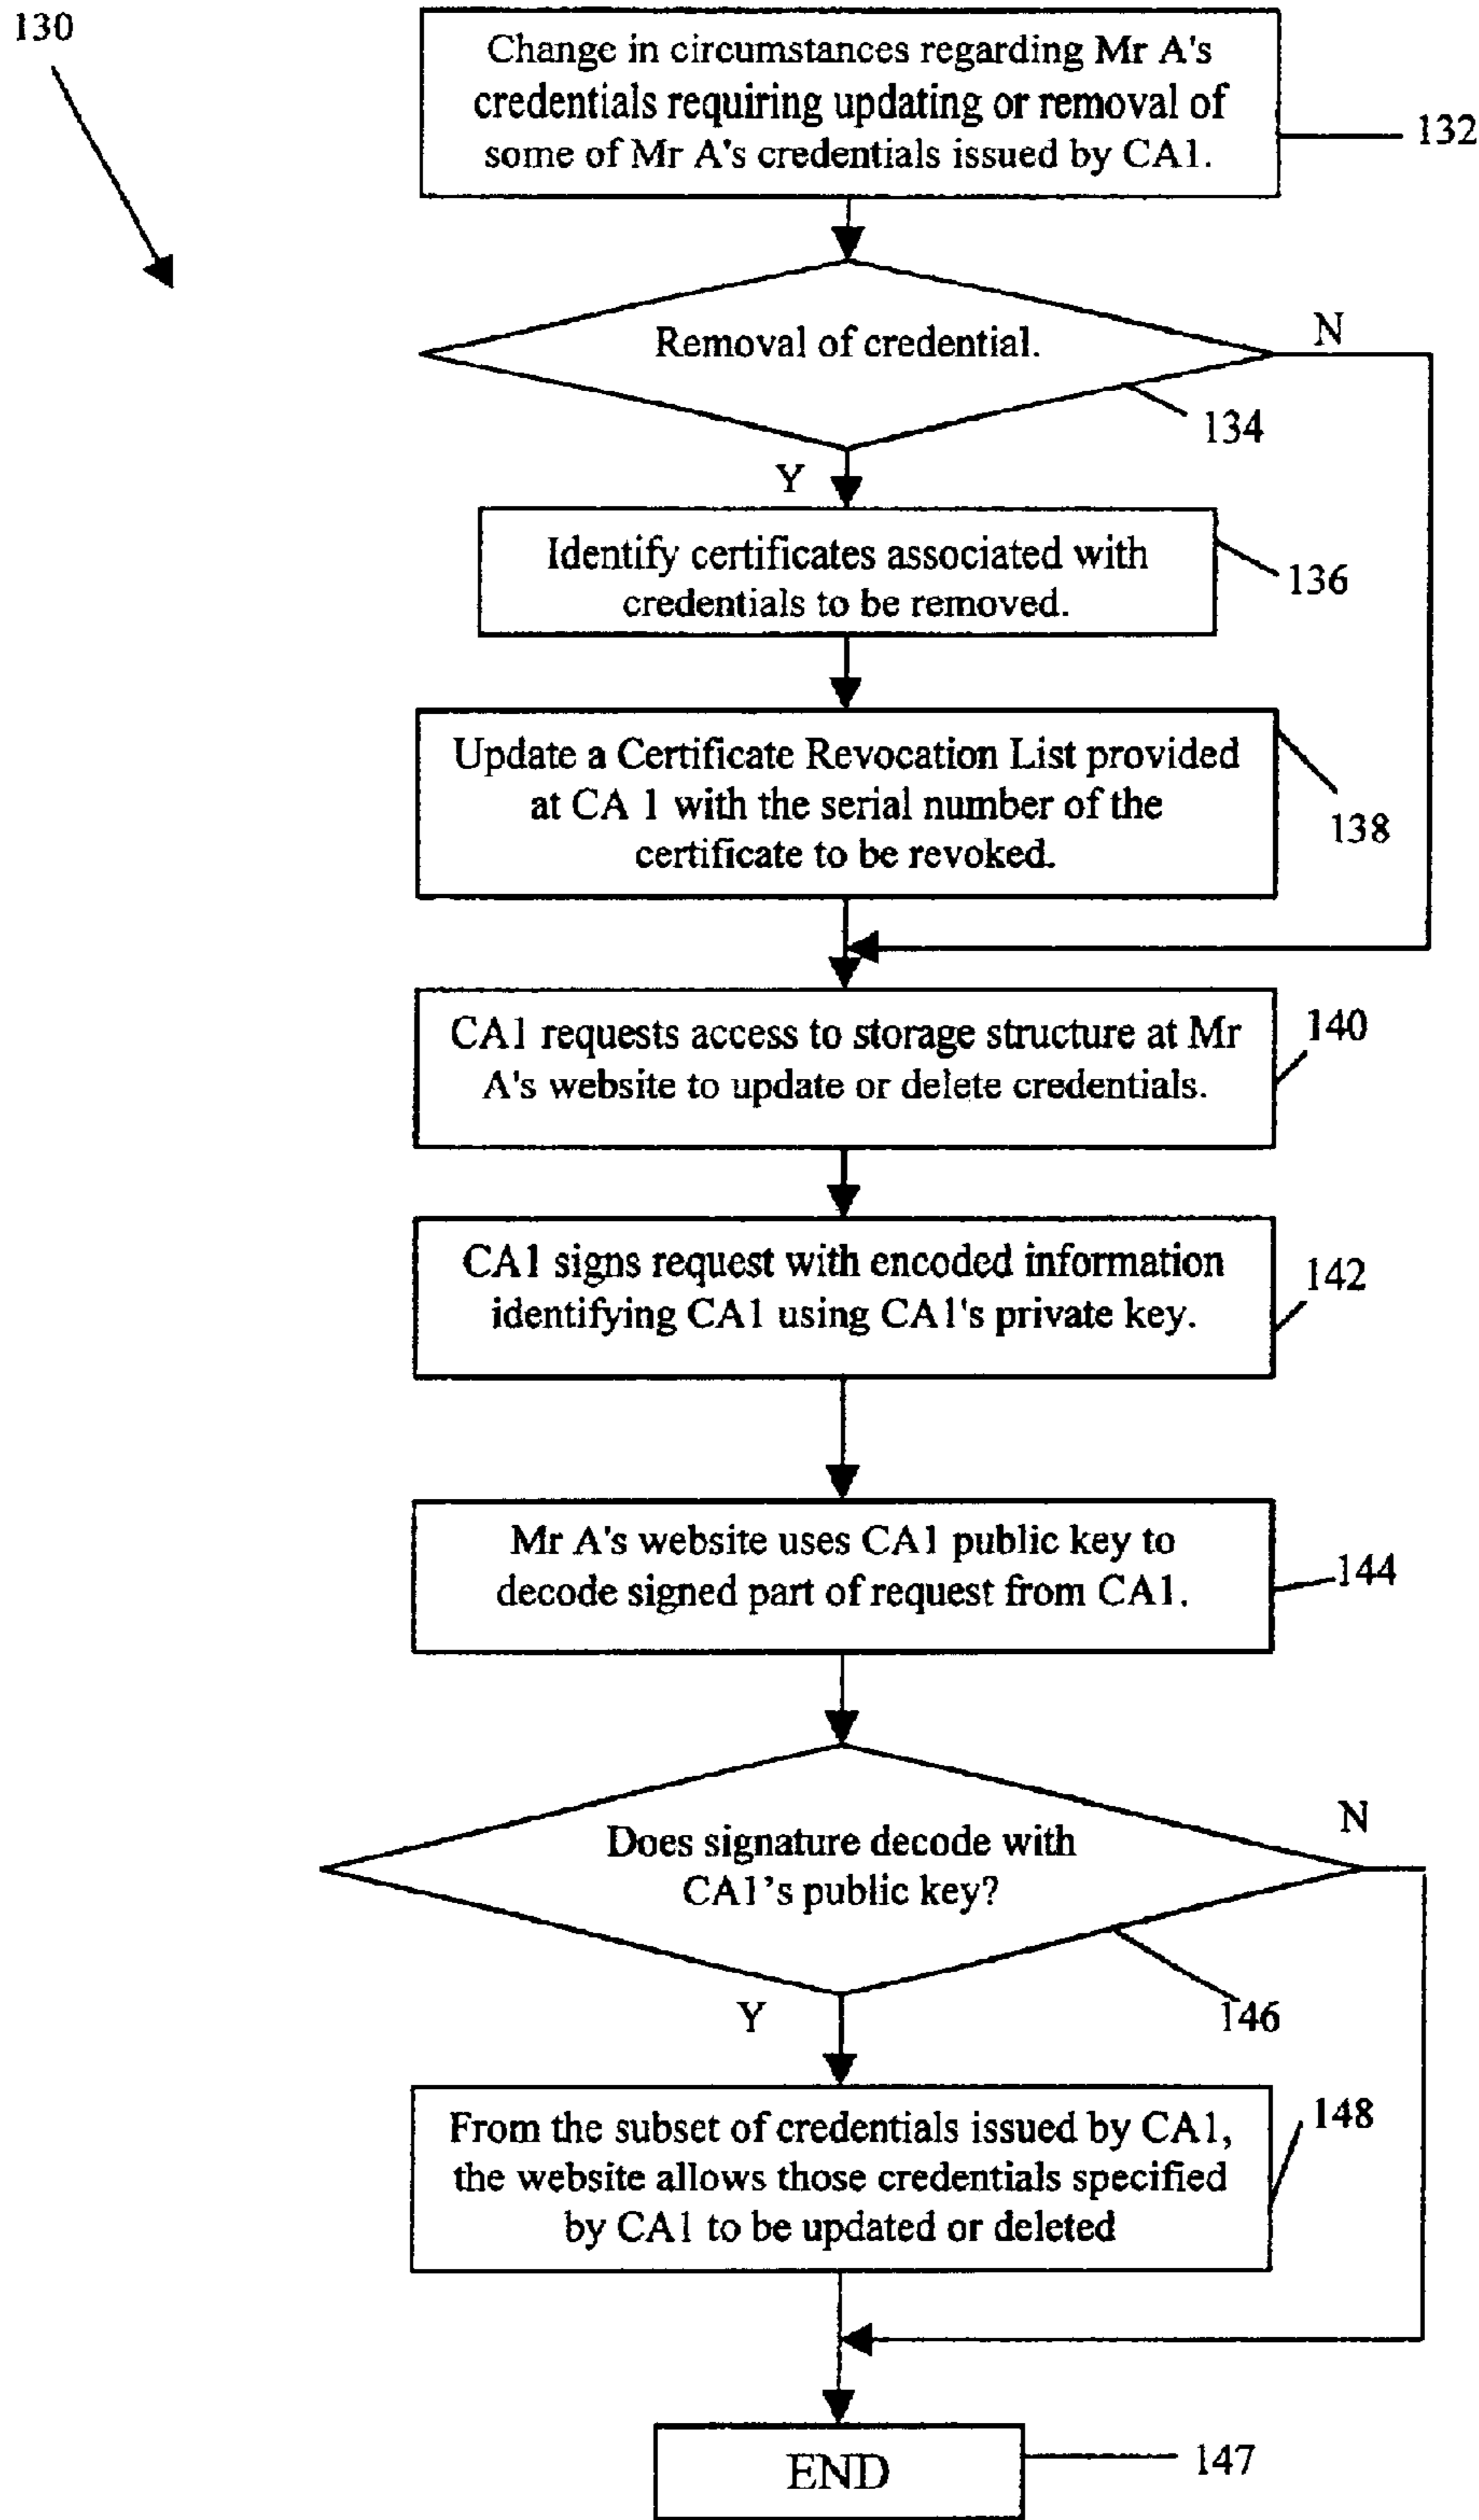 130
Change in circumstances regarding Mr A's
credentials requiring updating or removal of
some of Mr A's credentials issued by CA1.
132
Removal of credential.
N
134
Y
Identify certificates associated with
credentials to be removed.
136
Update a Certificate Revocation List provided
at CA 1 with the serial number of the
certificate to be revoked.
138
CA1 requests access to storage structure at Mr
A's website to update or delete credentials.
140
CA1 signs request with encoded information
identifying CA1 using CA1's private key.
142
Mr A's website uses CA1 public key to
decode signed part of request from CA1.
144
Does signature decode with
CA1's public key?
N
146
Y
From the subset of credentials issued by CA1,
the website allows those credentials specified
by CA1 to be updated or deleted
148
END
147